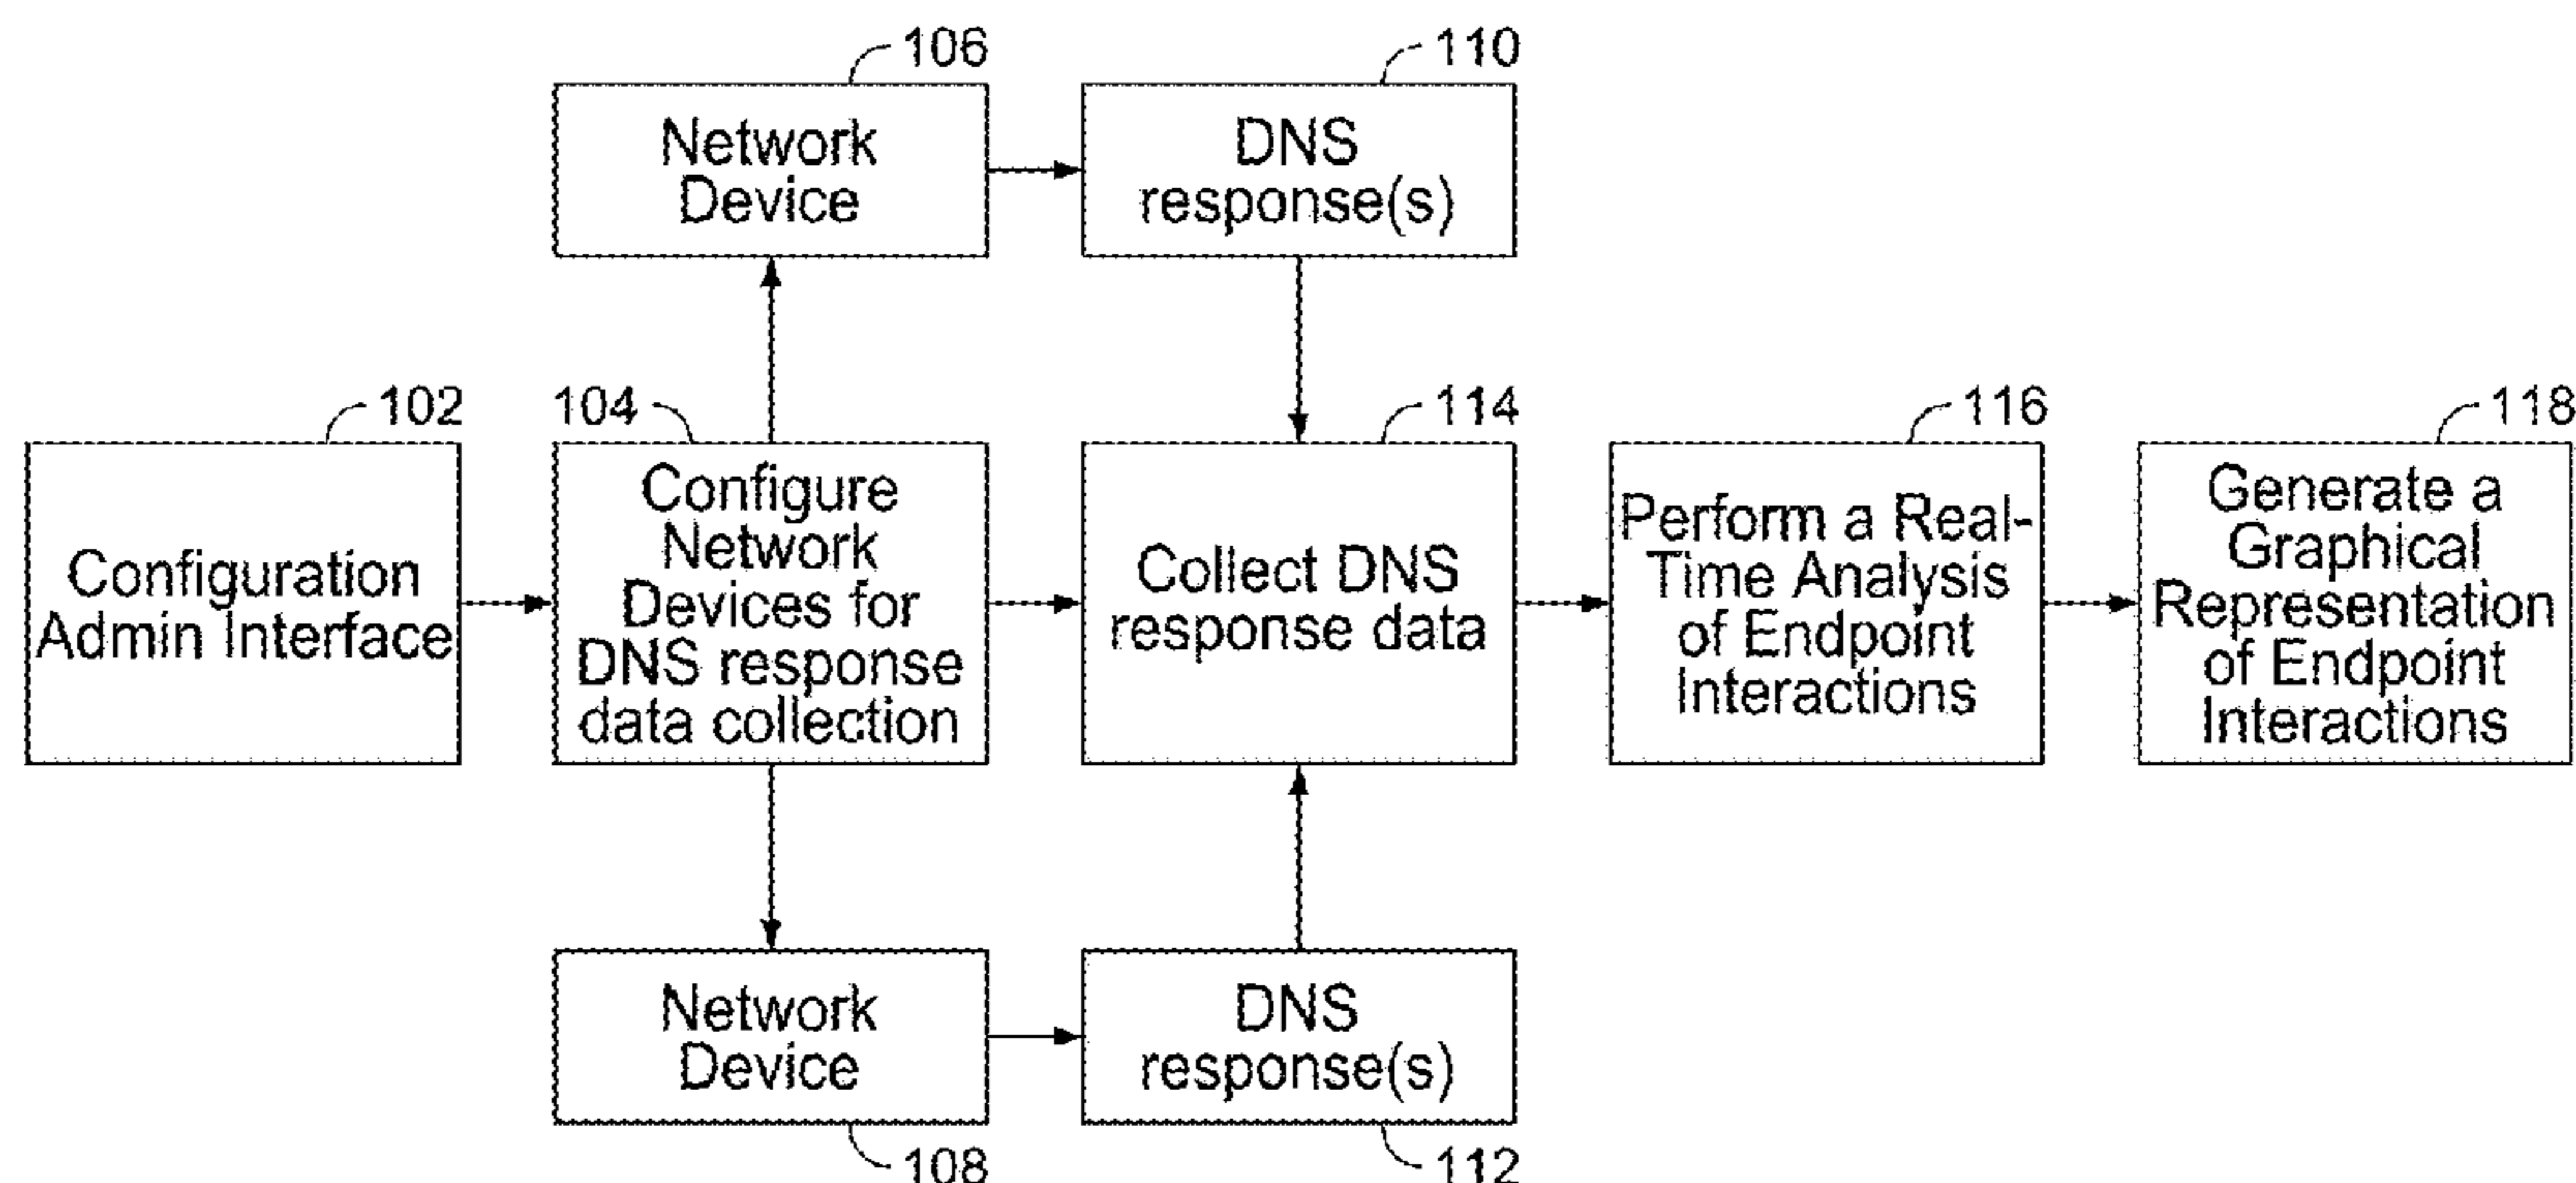 106
110
Network
Device
DNS
response(s)
102
104
114
116
118
Configuration
Admin Interface
Configure
Network
Devices for
DNS response
data collection
Collect DNS
response data
Perform a Real-
Time Analysis
of Endpoint
Interactions
Generate a
Graphical
Representation
of Endpoint
Interactions
Network
Device
DNS
response(s)
108
112